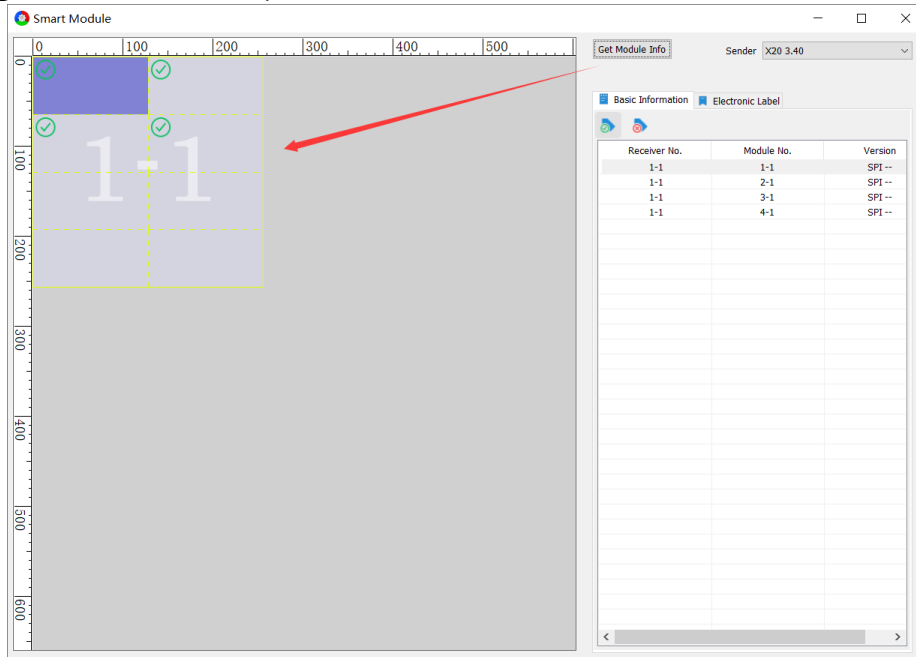 Smart Module
Get Module Info
Sender X20 3.40
0 100 200 300 400 500
0
100
200
300
400
500
600
1-1
Basic Information Electronic Label
Receiver No. Module No. Version
1-1 1-1 SPI --
1-1 2-1 SPI --
1-1 3-1 SPI --
1-1 4-1 SPI --